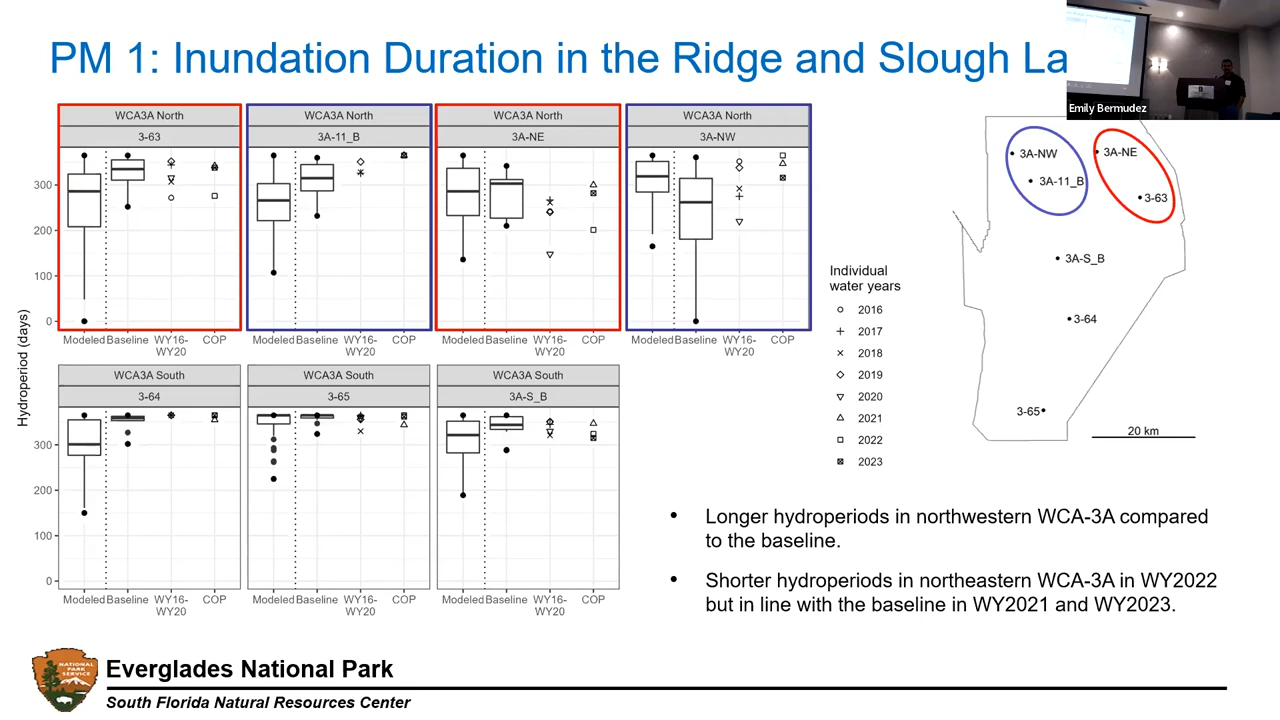 PM 1: Inundation Duration in the Ridge and Slough La
Emily Bermudez
WCA3A North
3-63
WCA3A North
3A-11_B
WCA3A North
3A-NE
WCA3A North
3A-NW
Hydroperiod (days)
300
200
100
0
Modeled Baseline WY16-WY20 COP
Modeled Baseline WY16-WY20 COP
Modeled Baseline WY16-WY20 COP
Modeled Baseline WY16-WY20 COP
WCA3A South
3-64
WCA3A South
3-65
WCA3A South
3A-S_B
300
200
100
0
Modeled Baseline WY16-WY20 COP
Modeled Baseline WY16-WY20 COP
Modeled Baseline WY16-WY20 COP
Individual
water years
2016
2017
2018
2019
2020
2021
2022
2023
3A-NW
3A-NE
3A-11_B
3-63
3A-S_B
3-64
3-65
20 km
• Longer hydroperiods in northwestern WCA-3A compared
to the baseline.
• Shorter hydroperiods in northeastern WCA-3A in WY2022
but in line with the baseline in WY2021 and WY2023.
NATIONAL
PARK
SERVICE
Everglades National Park
South Florida Natural Resources Center